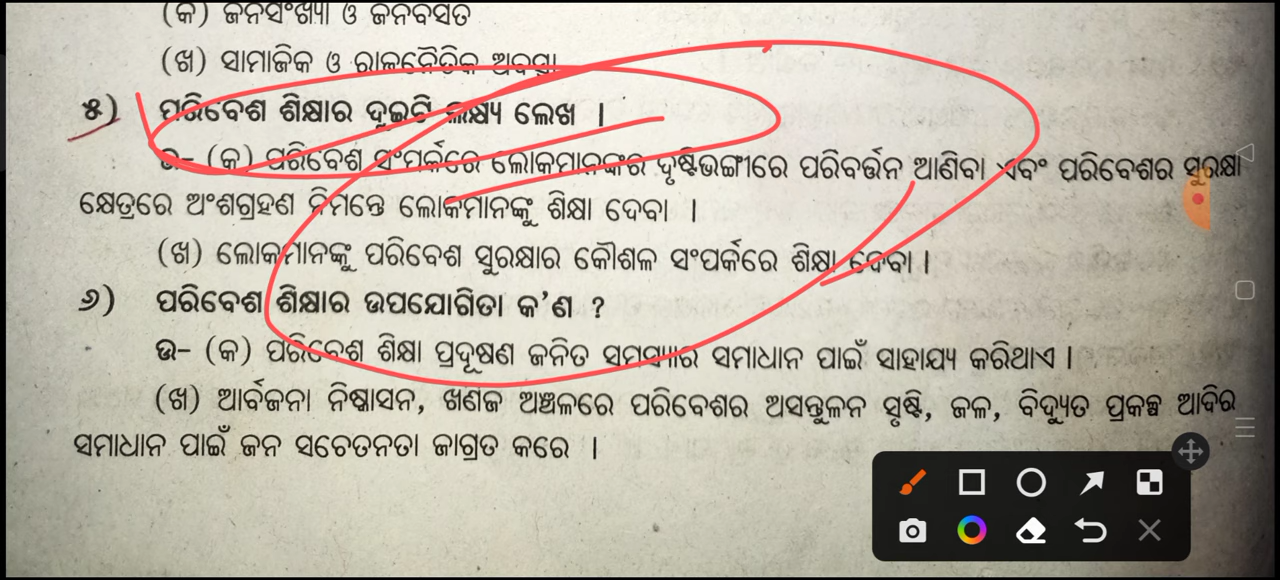 (କ) ଜନସଂଖ୍ୟା ଓ ଜନବସତି
(ଖ) ସାମାଜିକ ଓ ରାଜନୈତିକ ଅବସ୍ଥା
୫) ପରିବେଶ ଶିକ୍ଷାର ଦୁଇଟି ଲକ୍ଷ୍ୟ ଲେଖ ।
ଉ- (କ) ପରିବେଶ ସଂପର୍କରେ ଲୋକମାନଙ୍କର ଦୃଷ୍ଟିଭଙ୍ଗୀରେ ପରିବର୍ତ୍ତନ ଆଣିବା ଏବଂ ପରିବେଶର ସୁରକ୍ଷା
କ୍ଷେତ୍ରରେ ଅଂଶଗ୍ରହଣ ନିମନ୍ତେ ଲୋକମାନଙ୍କୁ ଶିକ୍ଷା ଦେବା ।
(ଖ) ଲୋକମାନଙ୍କୁ ପରିବେଶ ସୁରକ୍ଷାର କୌଶଳ ସଂପର୍କରେ ଶିକ୍ଷା ଦେବା ।
୬) ପରିବେଶ ଶିକ୍ଷାର ଉପଯୋଗିତା କ'ଣ ?
ଉ- (କ) ପରିବେଶ ଶିକ୍ଷା ପ୍ରଦୂଷଣ ଜନିତ ସମସ୍ୟାର ସମାଧାନ ପାଇଁ ସାହାଯ୍ୟ କରିଥାଏ ।
(ଖ) ଆର୍ବଜନା ନିଷ୍କାସନ, ଖଣିଜ ଅଞ୍ଚଳରେ ପରିବେଶର ଅସନ୍ତୁଳନ ସୃଷ୍ଟି, ଜଳ, ବିଦ୍ୟୁତ ପ୍ରକଳ୍ପ ଆଦିର
ସମାଧାନ ପାଇଁ ଜନ ସଚେତନତା ଜାଗ୍ରତ କରେ ।